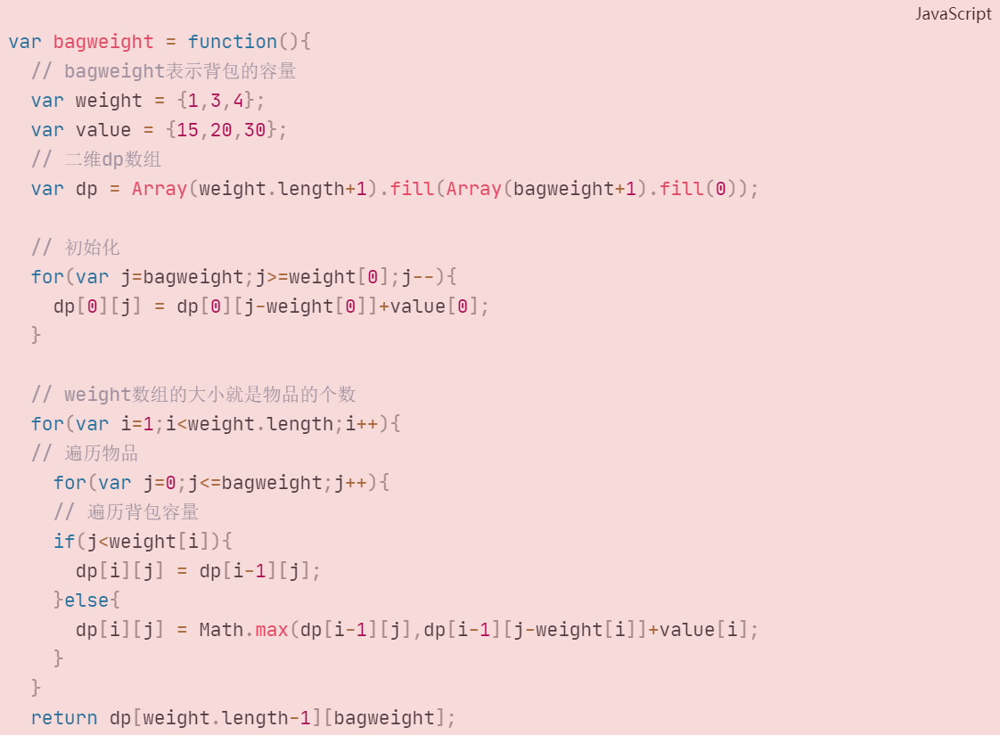 JavaScript
var bagweight = function(){
  // bagweight表示背包的容量
  var weight = {1,3,4};
  var value = {15,20,30};
  // 二维dp数组
  var dp = Array(weight.length+1).fill(Array(bagweight+1).fill(0));

  // 初始化
  for(var j=bagweight;j>=weight[0];j--){
    dp[0][j] = dp[0][j-weight[0]]+value[0];
  }

  // weight数组的大小就是物品的个数
  for(var i=1;i<weight.length;i++){
  // 遍历物品
    for(var j=0;j<=bagweight;j++){
    // 遍历背包容量
    if(j<weight[i]){
      dp[i][j] = dp[i-1][j];
    }else{
      dp[i][j] = Math.max(dp[i-1][j],dp[i-1][j-weight[i]]+value[i];
    }
  }
  return dp[weight.length-1][bagweight];